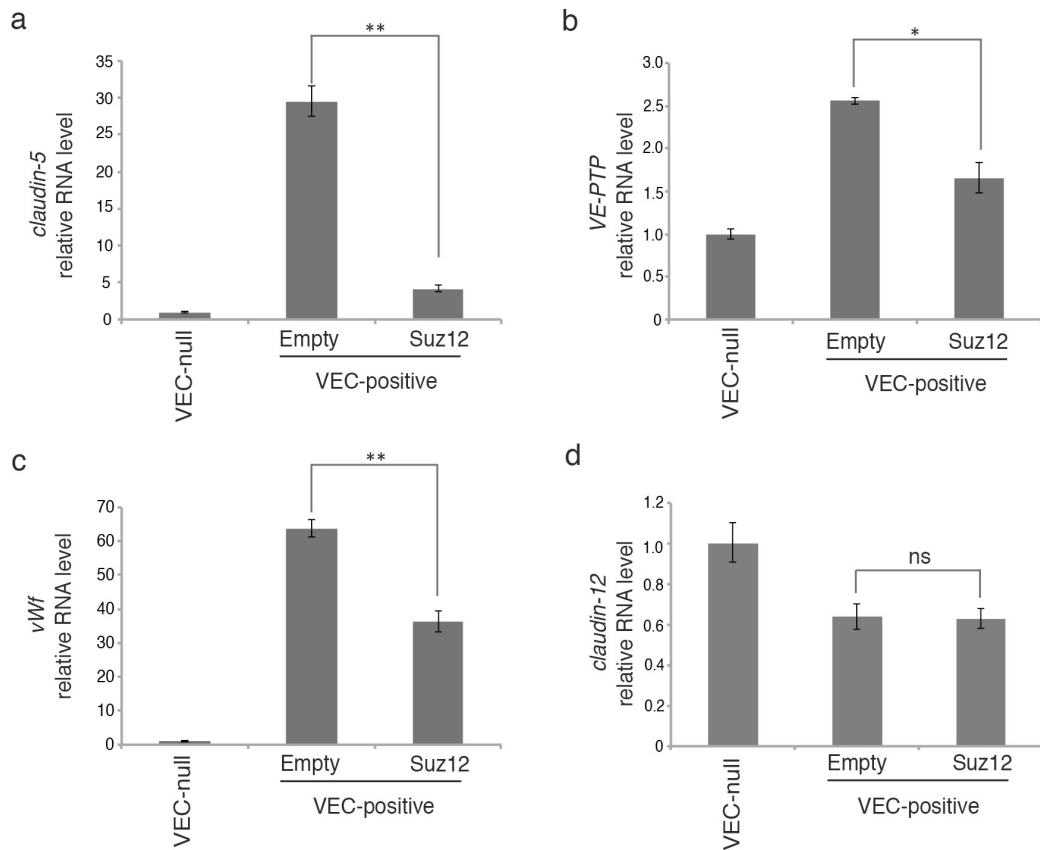 a
**
claudin-5
relative RNA level
35
30
25
20
15
10
5
0
VEC-null
Empty
Suz12
VEC-positive
b
*
VE-PTP
relative RNA level
3.0
2.5
2.0
1.5
1.0
0.5
0
VEC-null
Empty
Suz12
VEC-positive
c
**
vWf
relative RNA level
70
60
50
40
30
20
10
0
VEC-null
Empty
Suz12
VEC-positive
d
ns
claudin-12
relative RNA level
1.2
1.0
0.8
0.6
0.4
0.2
0
VEC-null
Empty
Suz12
VEC-positive